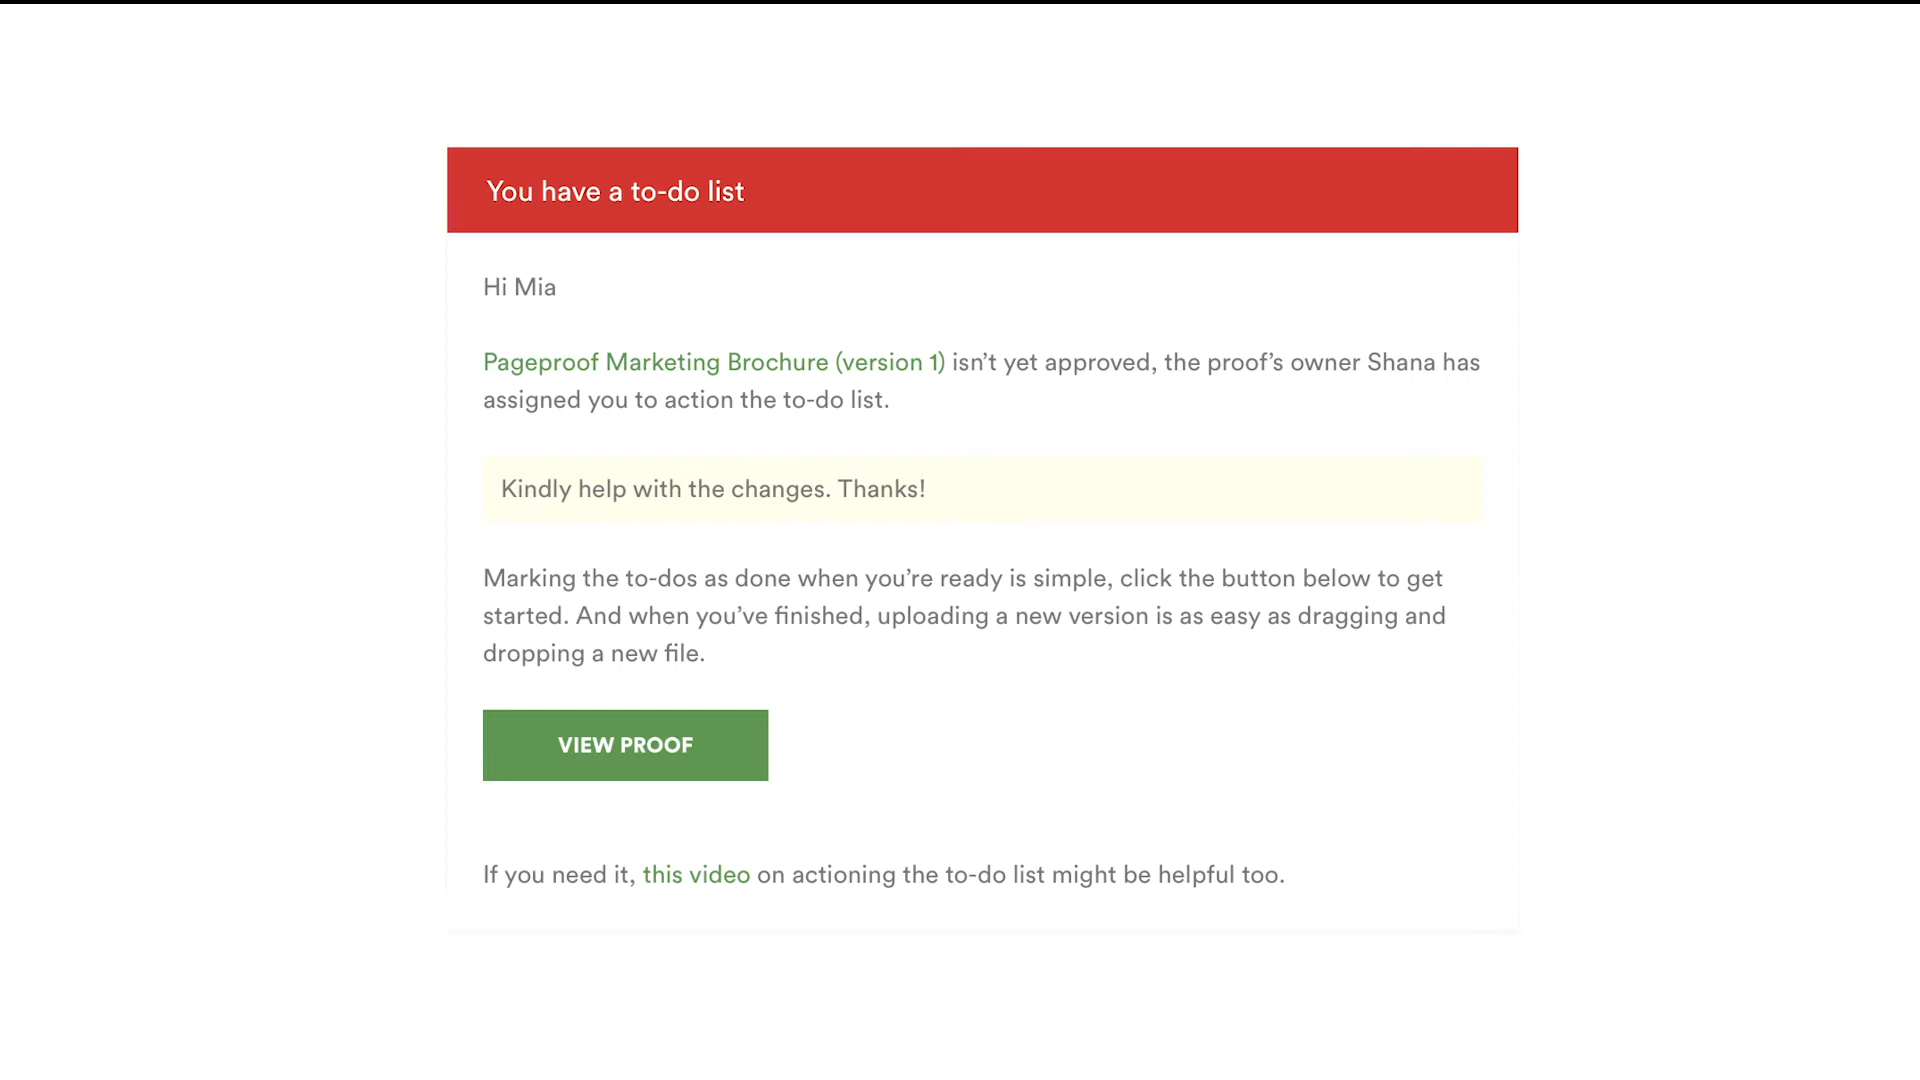 You have a to-do list
Hi Mia
Pageproof Marketing Brochure (version 1) isn’t yet approved, the proof’s owner Shana has
assigned you to action the to-do list.
Kindly help with the changes. Thanks!
Marking the to-dos as done when you’re ready is simple, click the button below to get
started. And when you’ve finished, uploading a new version is as easy as dragging and
dropping a new file.
VIEW PROOF
If you need it, this video on actioning the to-do list might be helpful too.